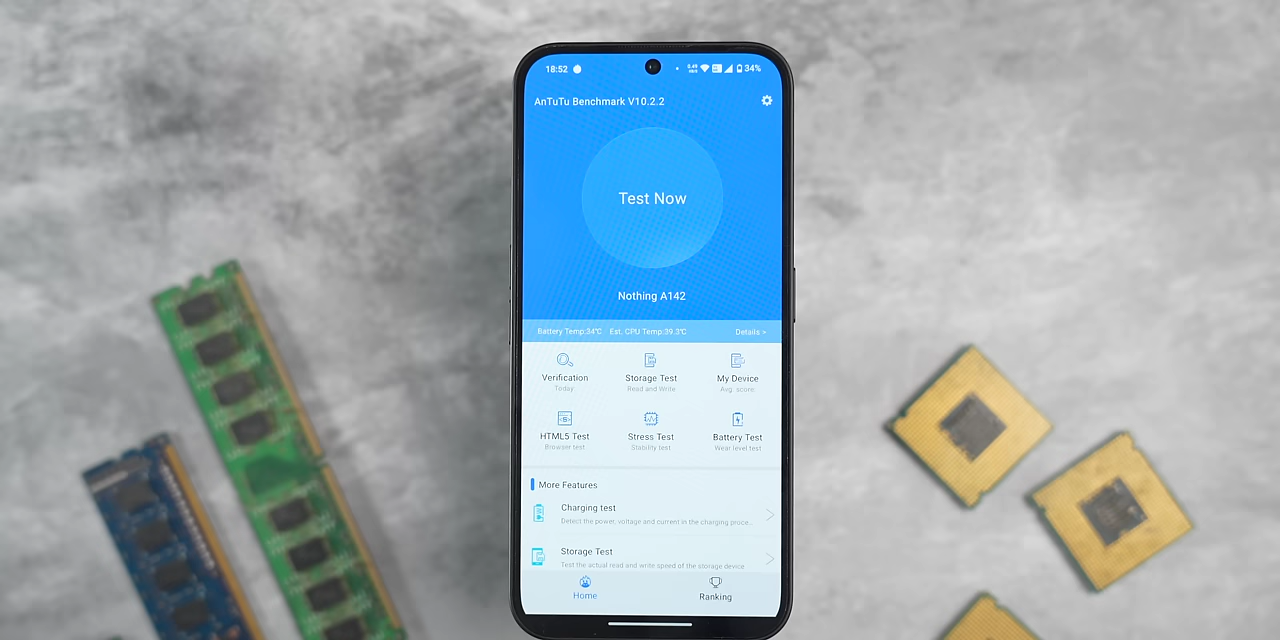 18:52
0.49
34%
AnTuTu Benchmark V10.2.2
Test Now
Nothing A142
Battery Temp:34℃ Est. CPU Temp:39.3℃ Details >
Verification Storage Test My Device
Today Read and Write Avg. score
HTML5 Test Stress Test Battery Test
Browser test Stability test Wear level test
More Features
Charging test
Detect the power, voltage and current in the charging proce...
Storage Test
Test the actual read and write speed of the storage device
Home Ranking